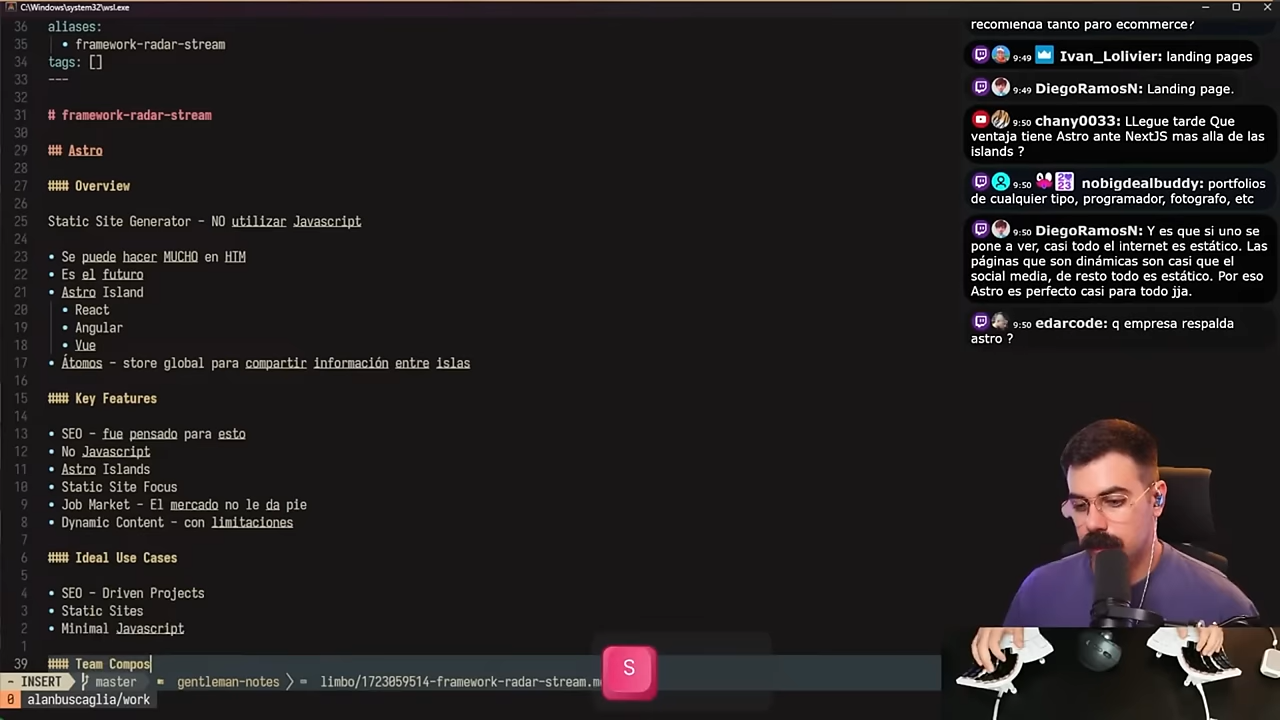 C:\Windows\system32\wsl.exe
36 aliases:
35 • framework-radar-stream
34 tags: []
33 ---
32
31 # framework-radar-stream
30
29 ## Astro
28
27 #### Overview
26
25 Static Site Generator - NO utilizar Javascript
24
23 • Se puede hacer MUCHO en HTM
22 • Es el futuro
21 • Astro Island
20 • React
19 • Angular
18 • Vue
17 • Átomos - store global para compartir información entre islas
16
15 #### Key Features
14
13 • SEO - fue pensado para esto
12 • No Javascript
11 • Astro Islands
10 • Static Site Focus
9 • Job Market - El mercado no le da pie
8 • Dynamic Content - con limitaciones
7
6 #### Ideal Use Cases
5
4 • SEO - Driven Projects
3 • Static Sites
2 • Minimal Javascript
1
39 #### Team Compos
- INSERT master gentleman-notes limbo/1723059514-framework-radar-stream.m
0 alanbuscaglia/work
S
recomienda tanto paro ecommerce?
9:49 Ivan_Lolivier: landing pages
9:49 DiegoRamosN: Landing page.
9:50 chany0033: LLegue tarde Que
ventaja tiene Astro ante NextJS mas alla de las
islands ?
9:50 nobigdealbuddy: portfolios
de cualquier tipo, programador, fotografo, etc
9:50 DiegoRamosN: Y es que si uno se
pone a ver, casi todo el internet es estático. Las
páginas que son dinámicas son casi que el
social media, de resto todo es estático. Por eso
Astro es perfecto casi para todo jja.
9:50 edarcode: q empresa respalda
astro ?